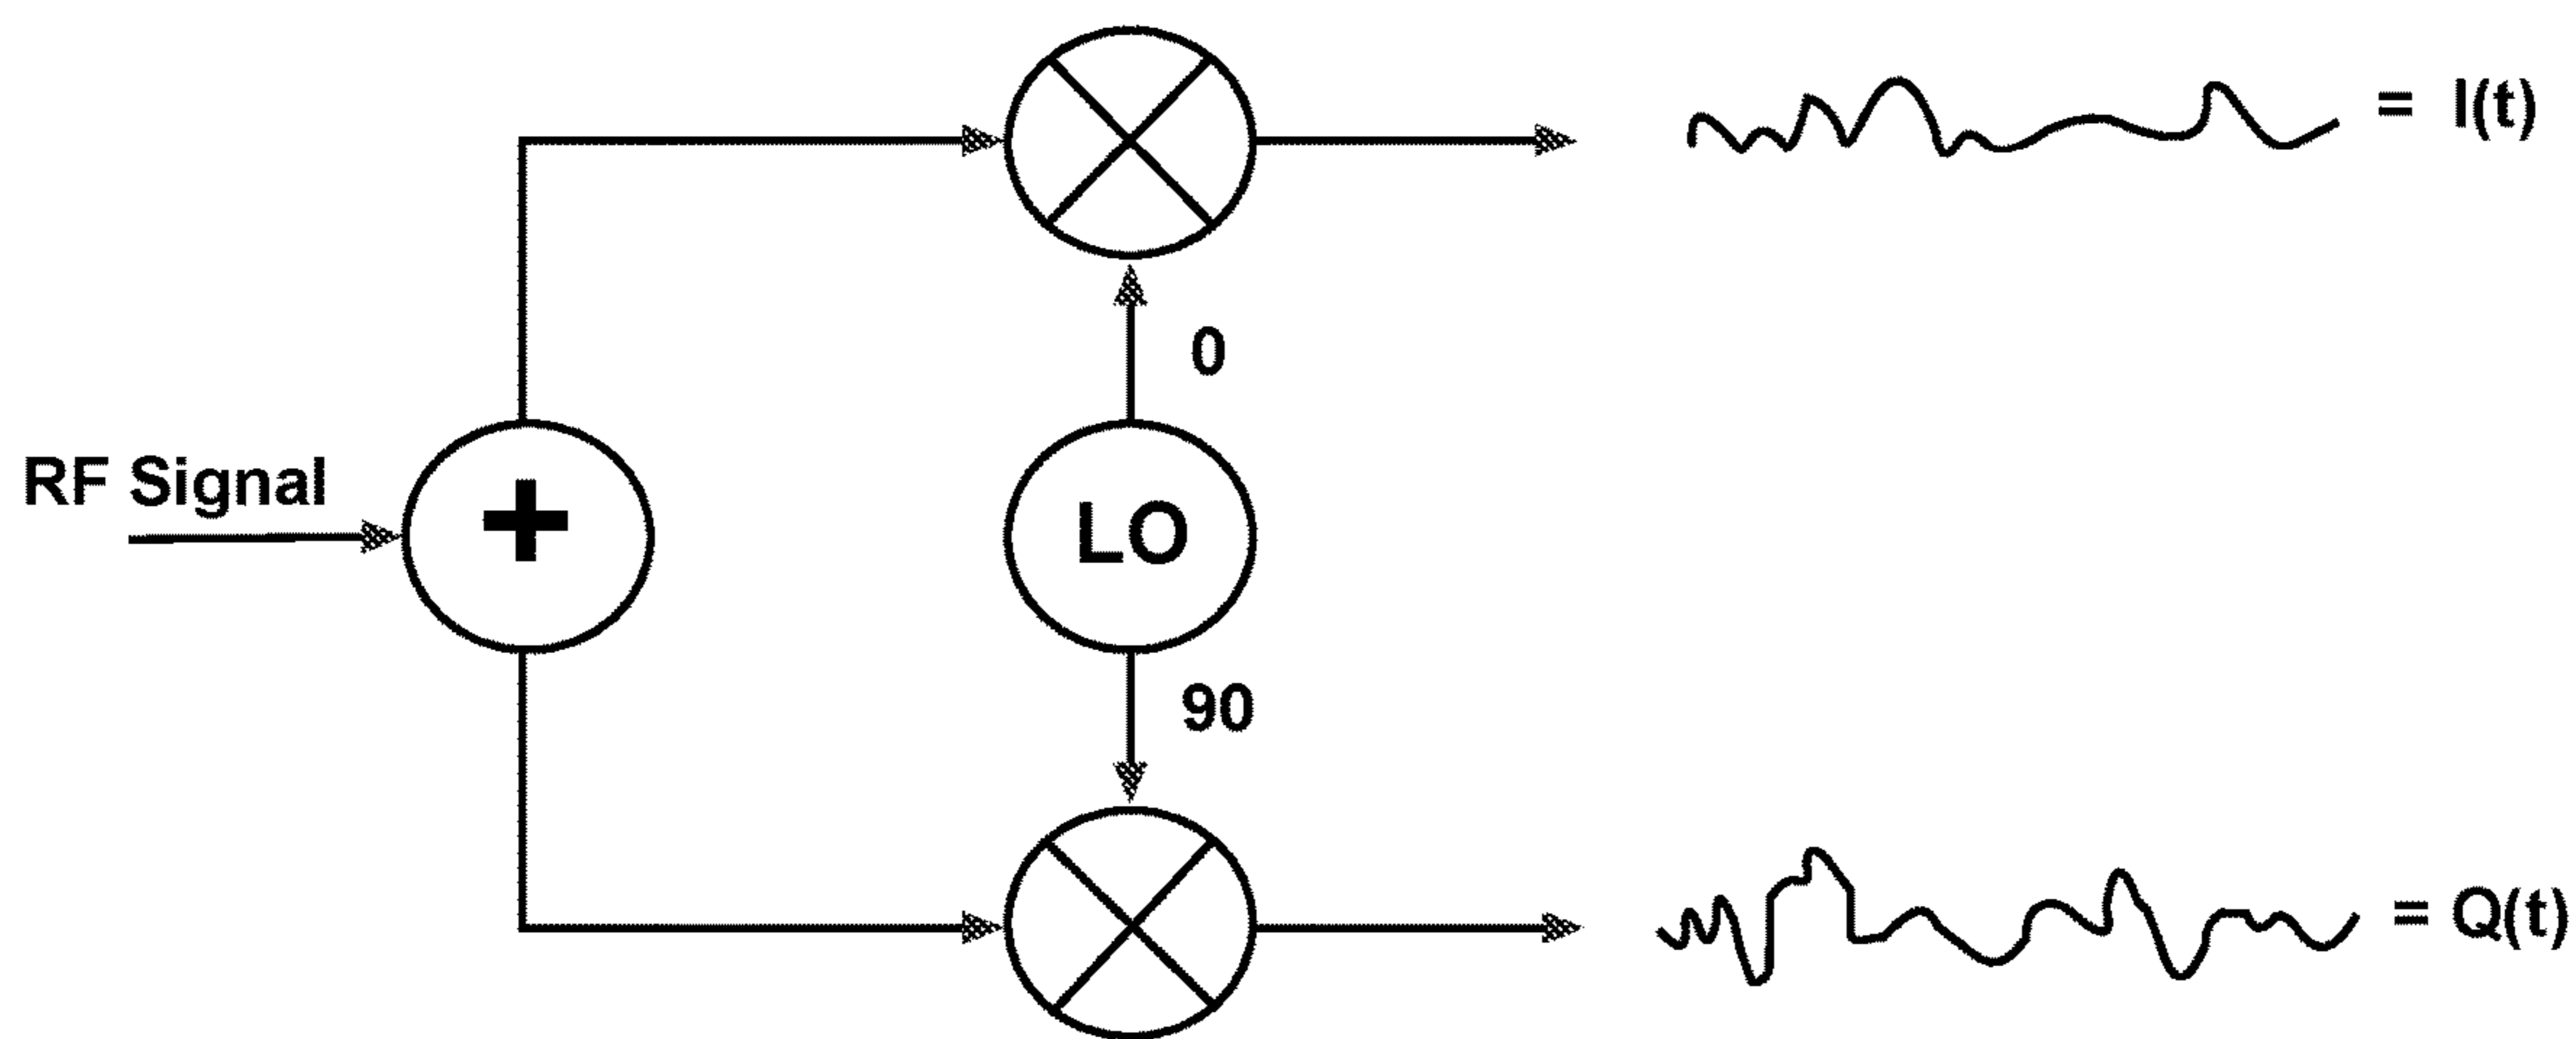 = I(t)
0
RF Signal
+
LO
90
= Q(t)